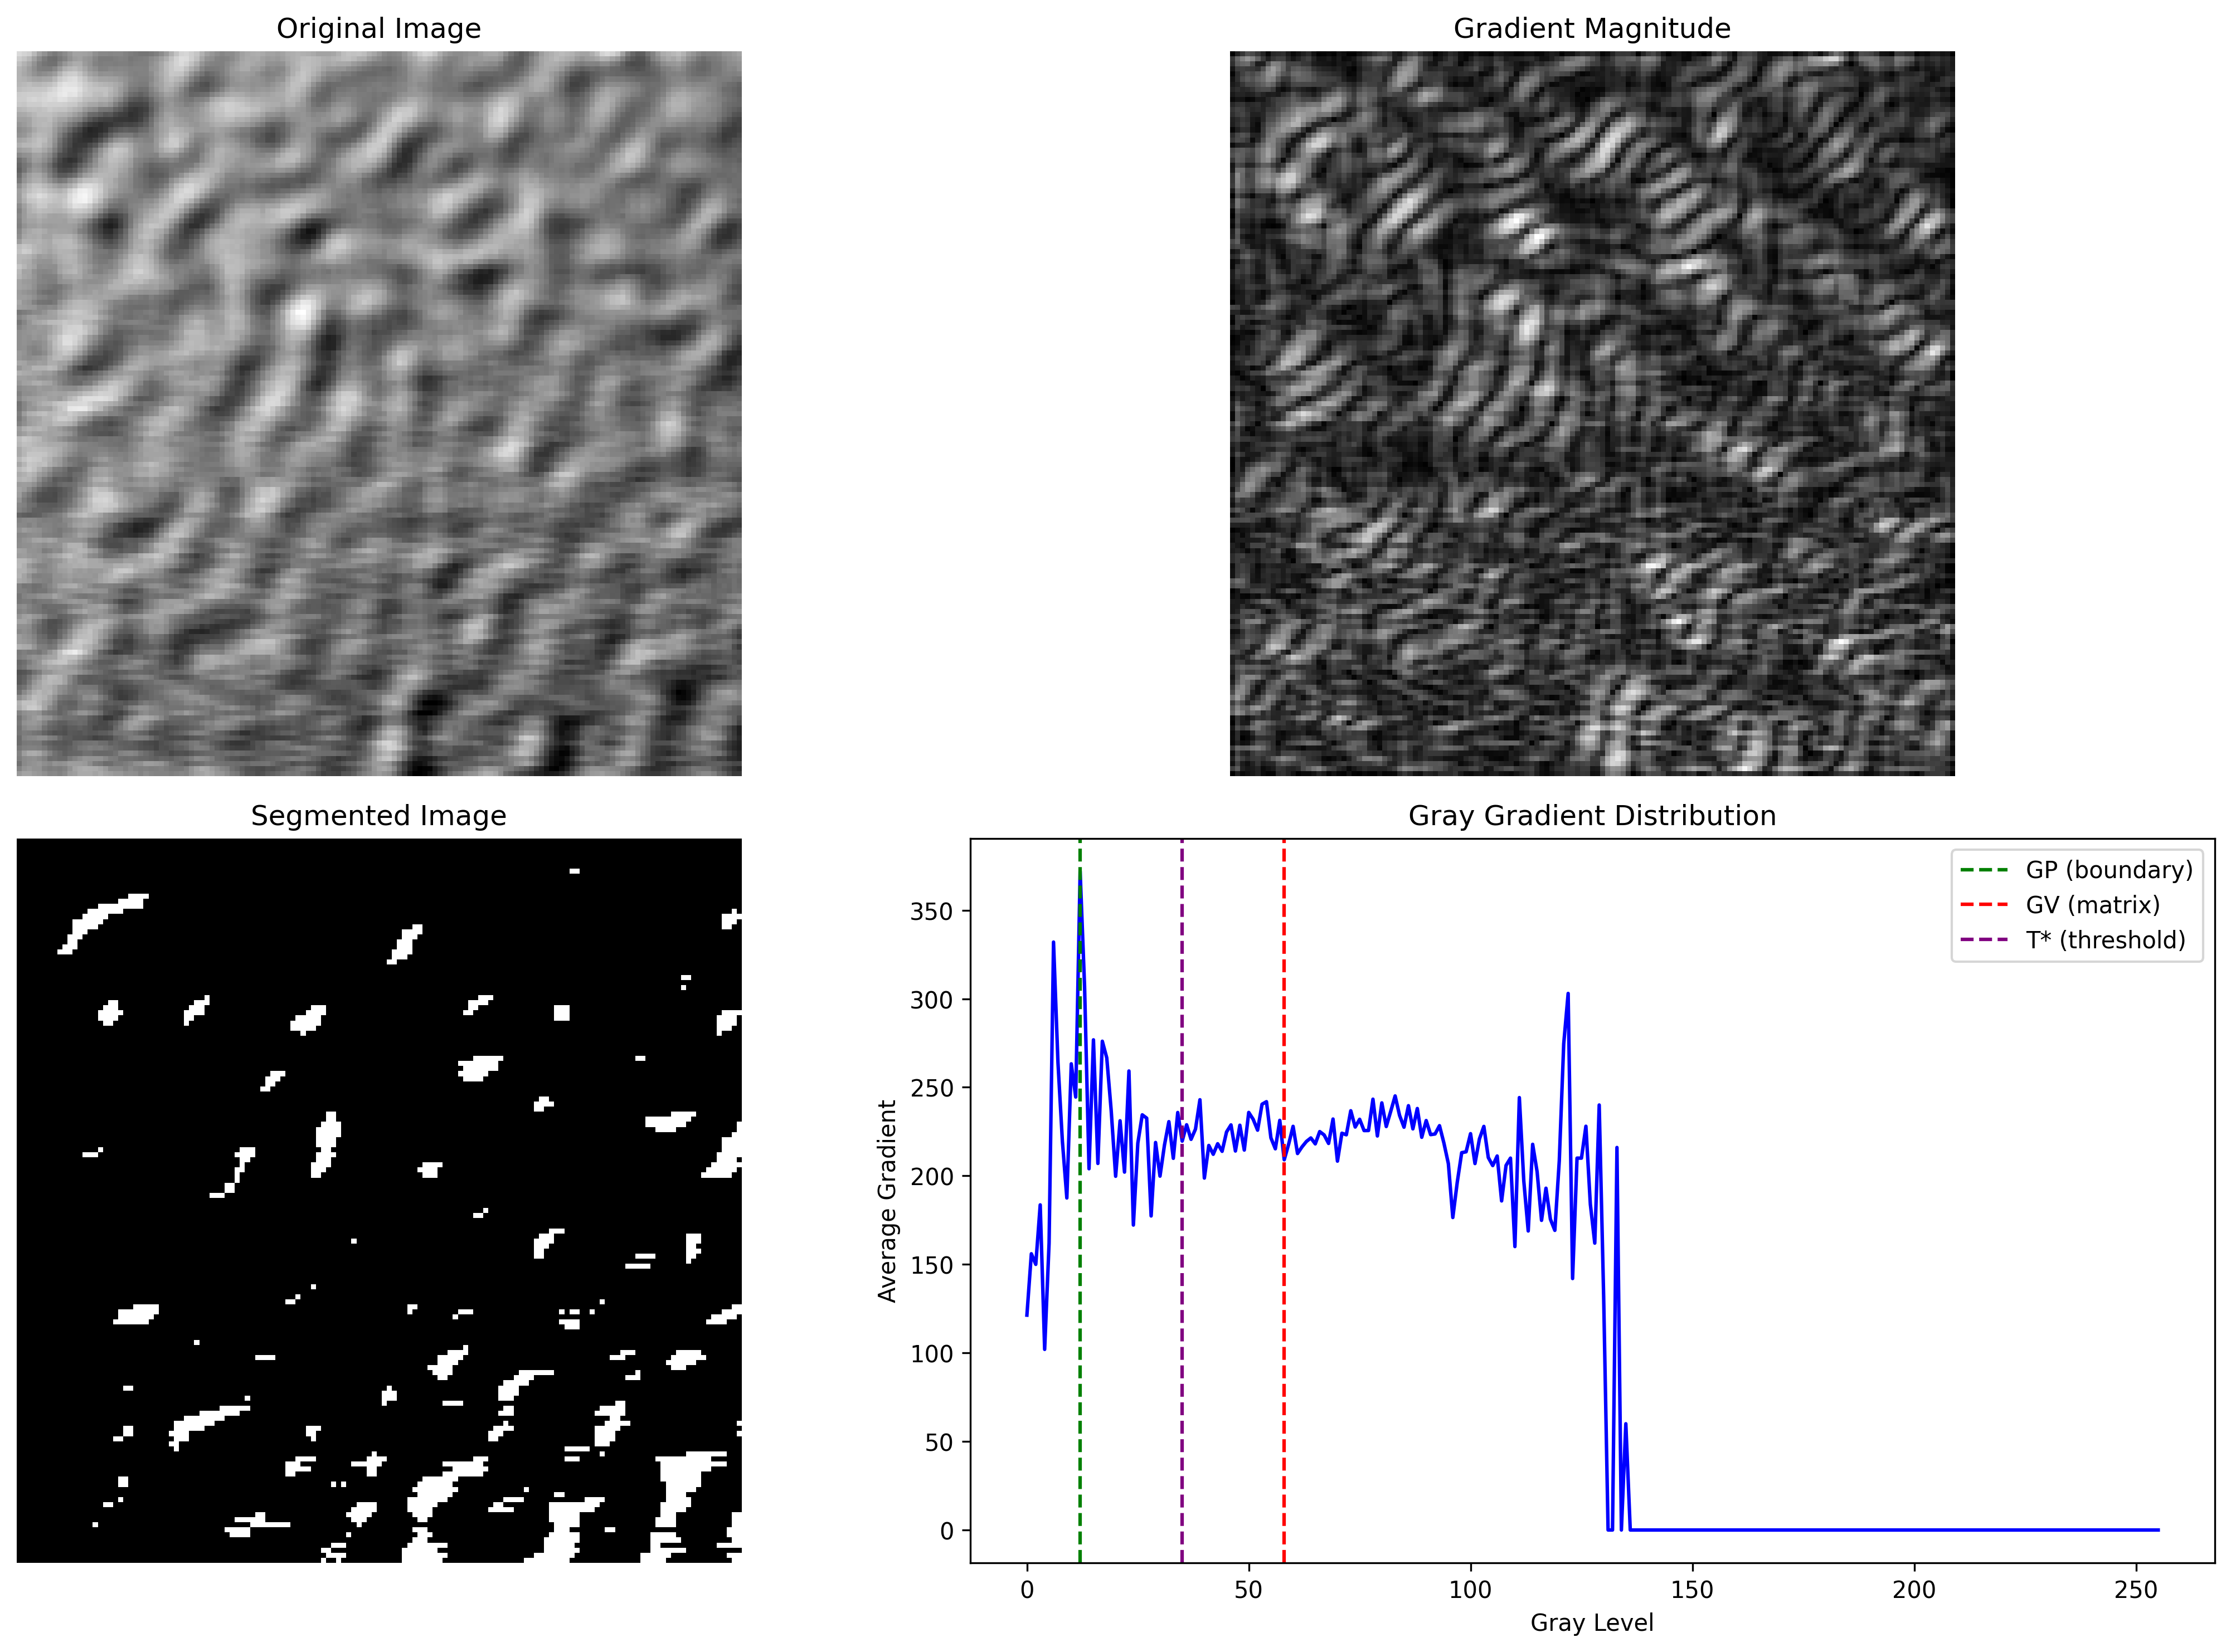 Original Image
Gradient Magnitude
Segmented Image
Gray Gradient Distribution
GP (boundary)
GV (matrix)
T* (threshold)
350
300
250
200
150
100
50
0
Average Gradient
0 50 100 150 200 250
Gray Level